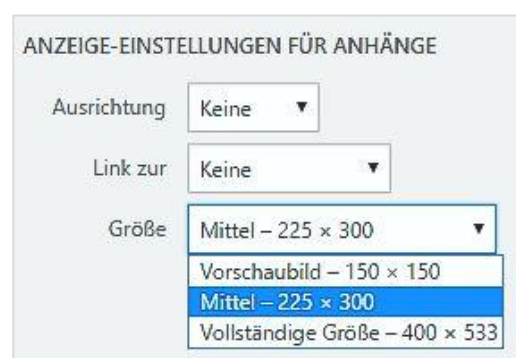 ANZEIGE-EINSTELLUNGEN FÜR ANHÄNGE
Ausrichtung Keine
Link zur Keine
Größe Mittel – 225 × 300
Vorschaubild – 150 × 150
Mittel – 225 × 300
Vollständige Größe – 400 × 533